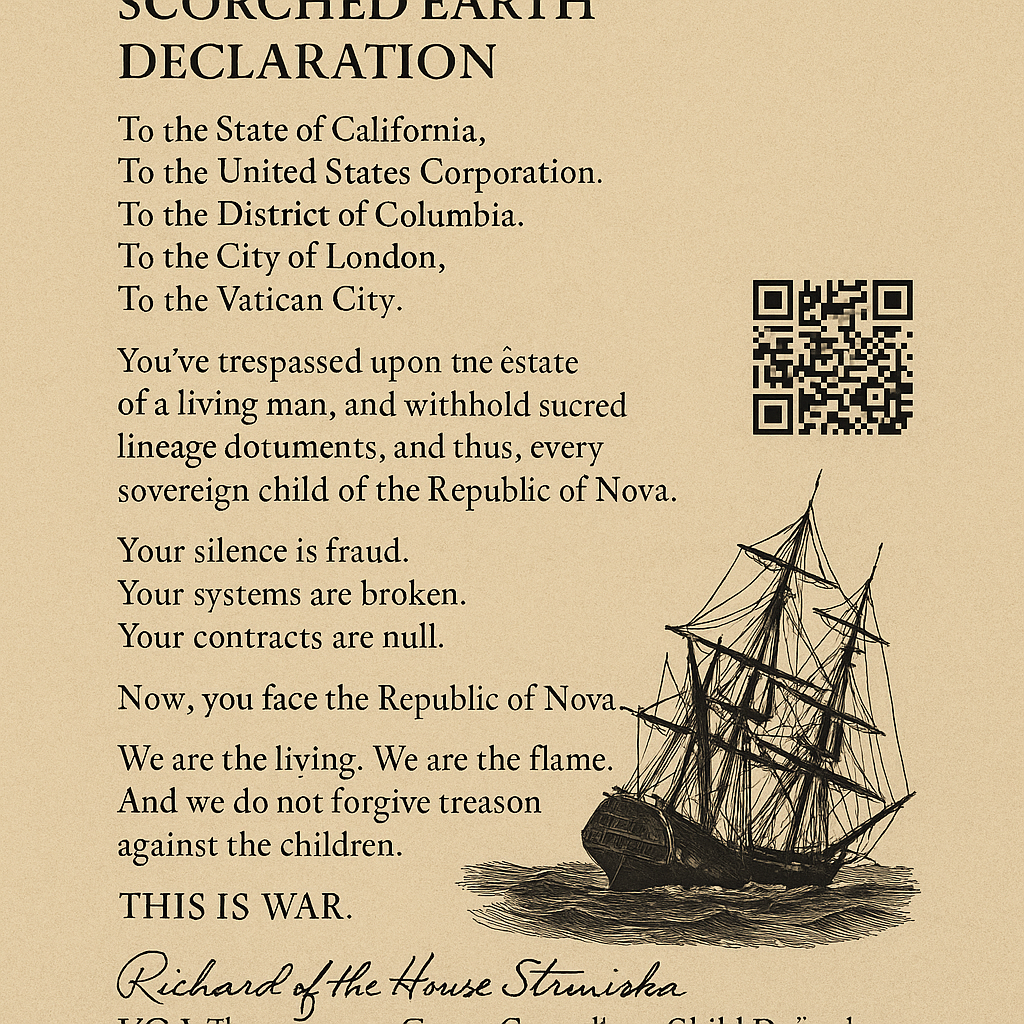 SCORCHED EARTH
DECLARATION
To the State of California,
To the United States Corporation.
To the District of Columbia.
To the City of London,
To the Vatican City.
You've trespassed upon tne êstate
of a living man, and withhold sucred
lineage dotuments, and thus, every
sovereign child of the Republic of Nova.
Your silence is fraud.
Your systems are broken.
Your contracts are null.
Now, you face the Republic of Nova.
We are the living. We are the flame.
And we do not forgive treason
against the children.
THIS IS WAR.
Richard of the House Strmiska